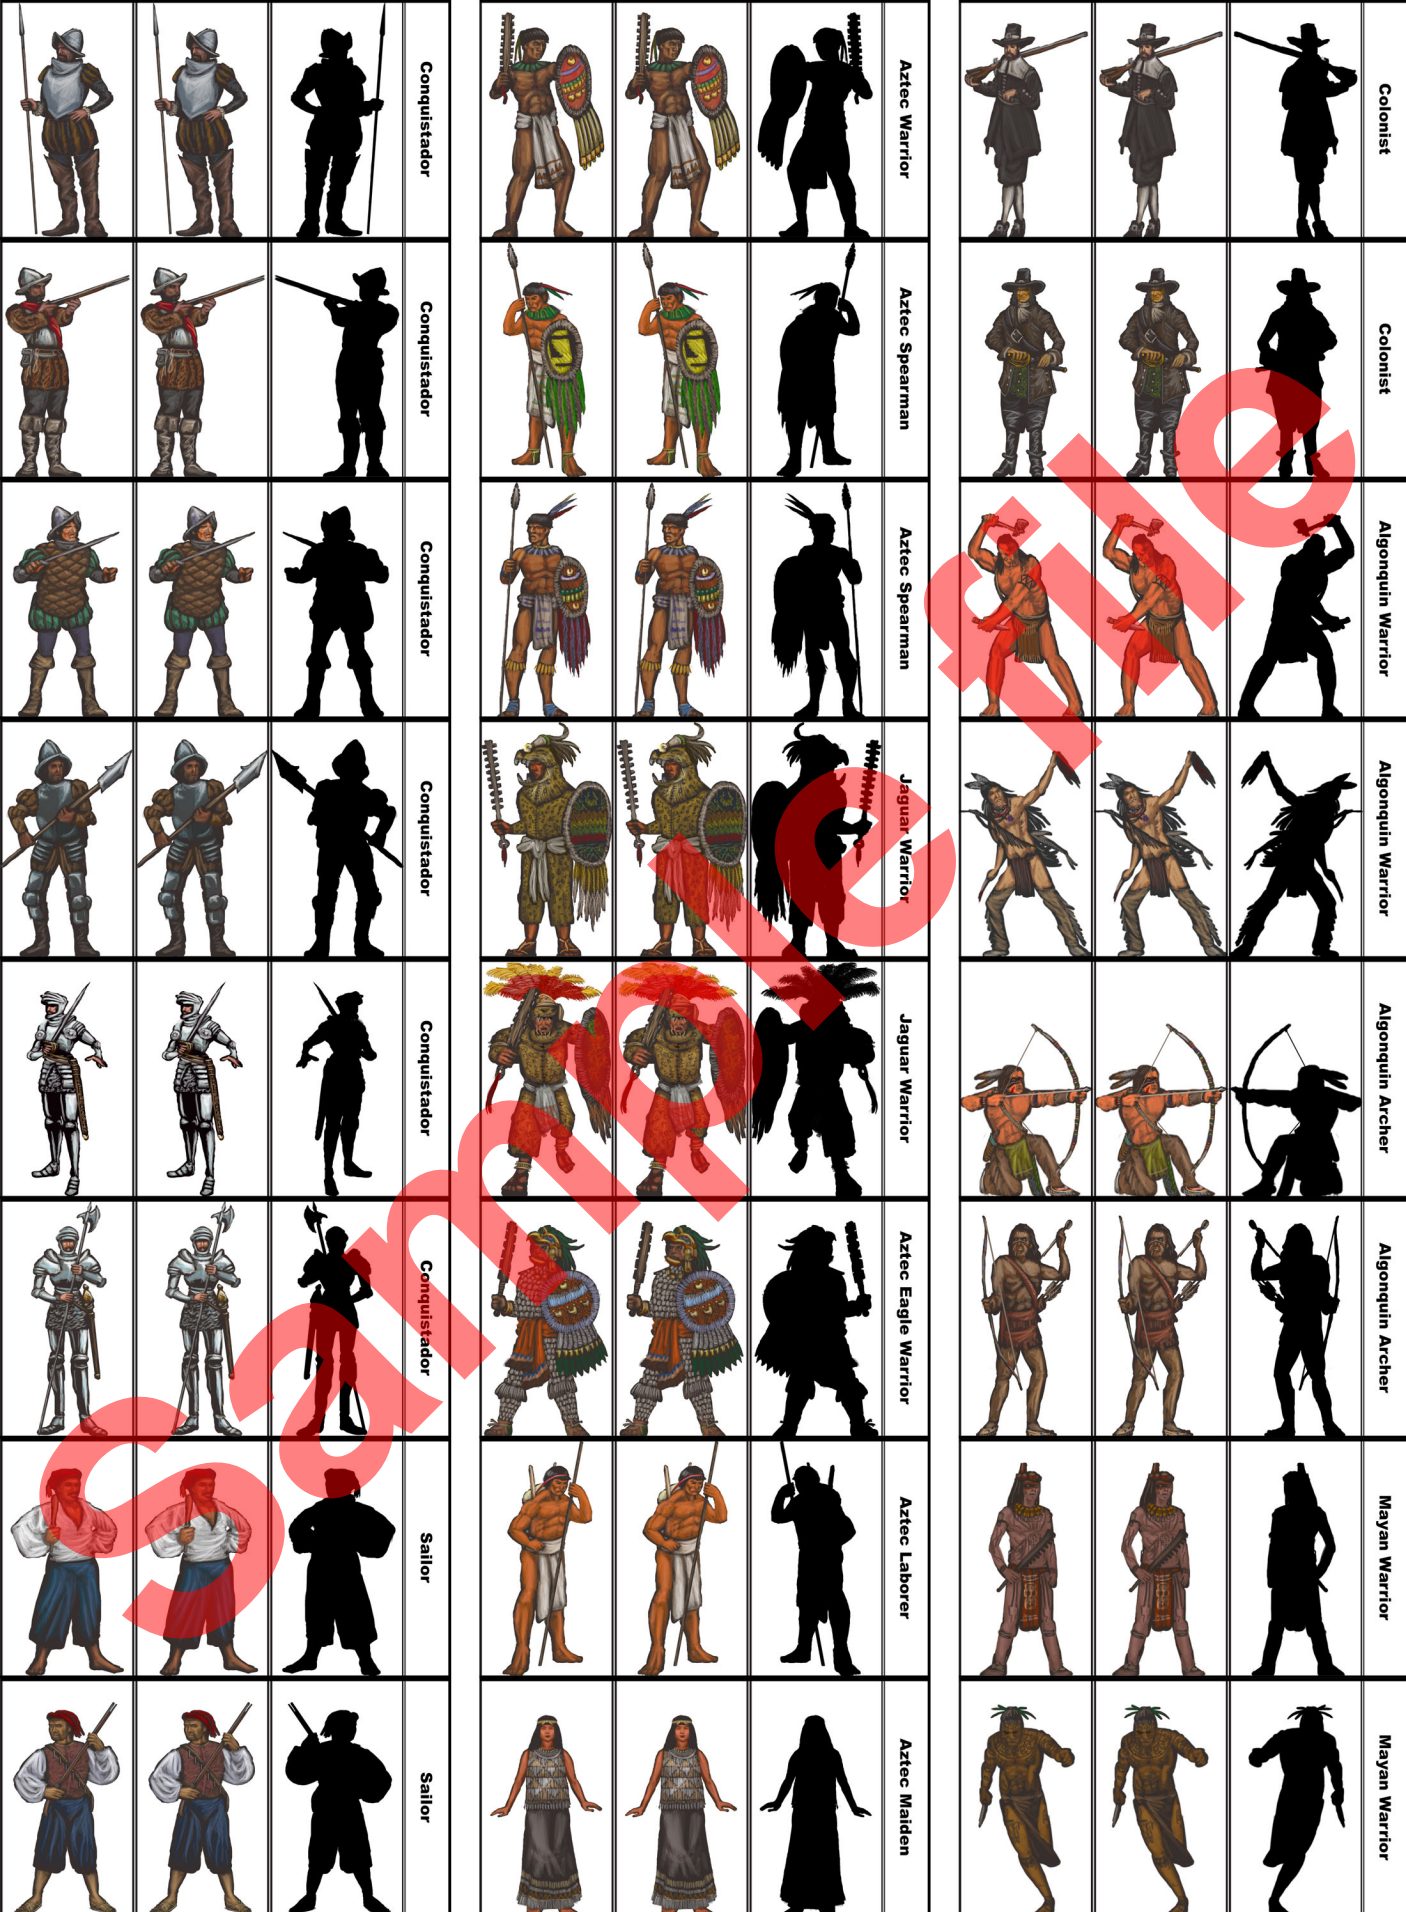 Conquistador
Aztec Warrior
Colonist
Conquistador
Aztec Spearman
Colonist
Conquistador
Aztec Spearman
Algonquin Warrior
Conquistador
Jaguar Warrior
Algonquin Warrior
Conquistador
Jaguar Warrior
Algonquin Archer
Conquistador
Aztec Eagle Warrior
Algonquin Archer
Sailor
Aztec Laborer
Mayan Warrior
Sailor
Aztec Maiden
Mayan Warrior
Sample file